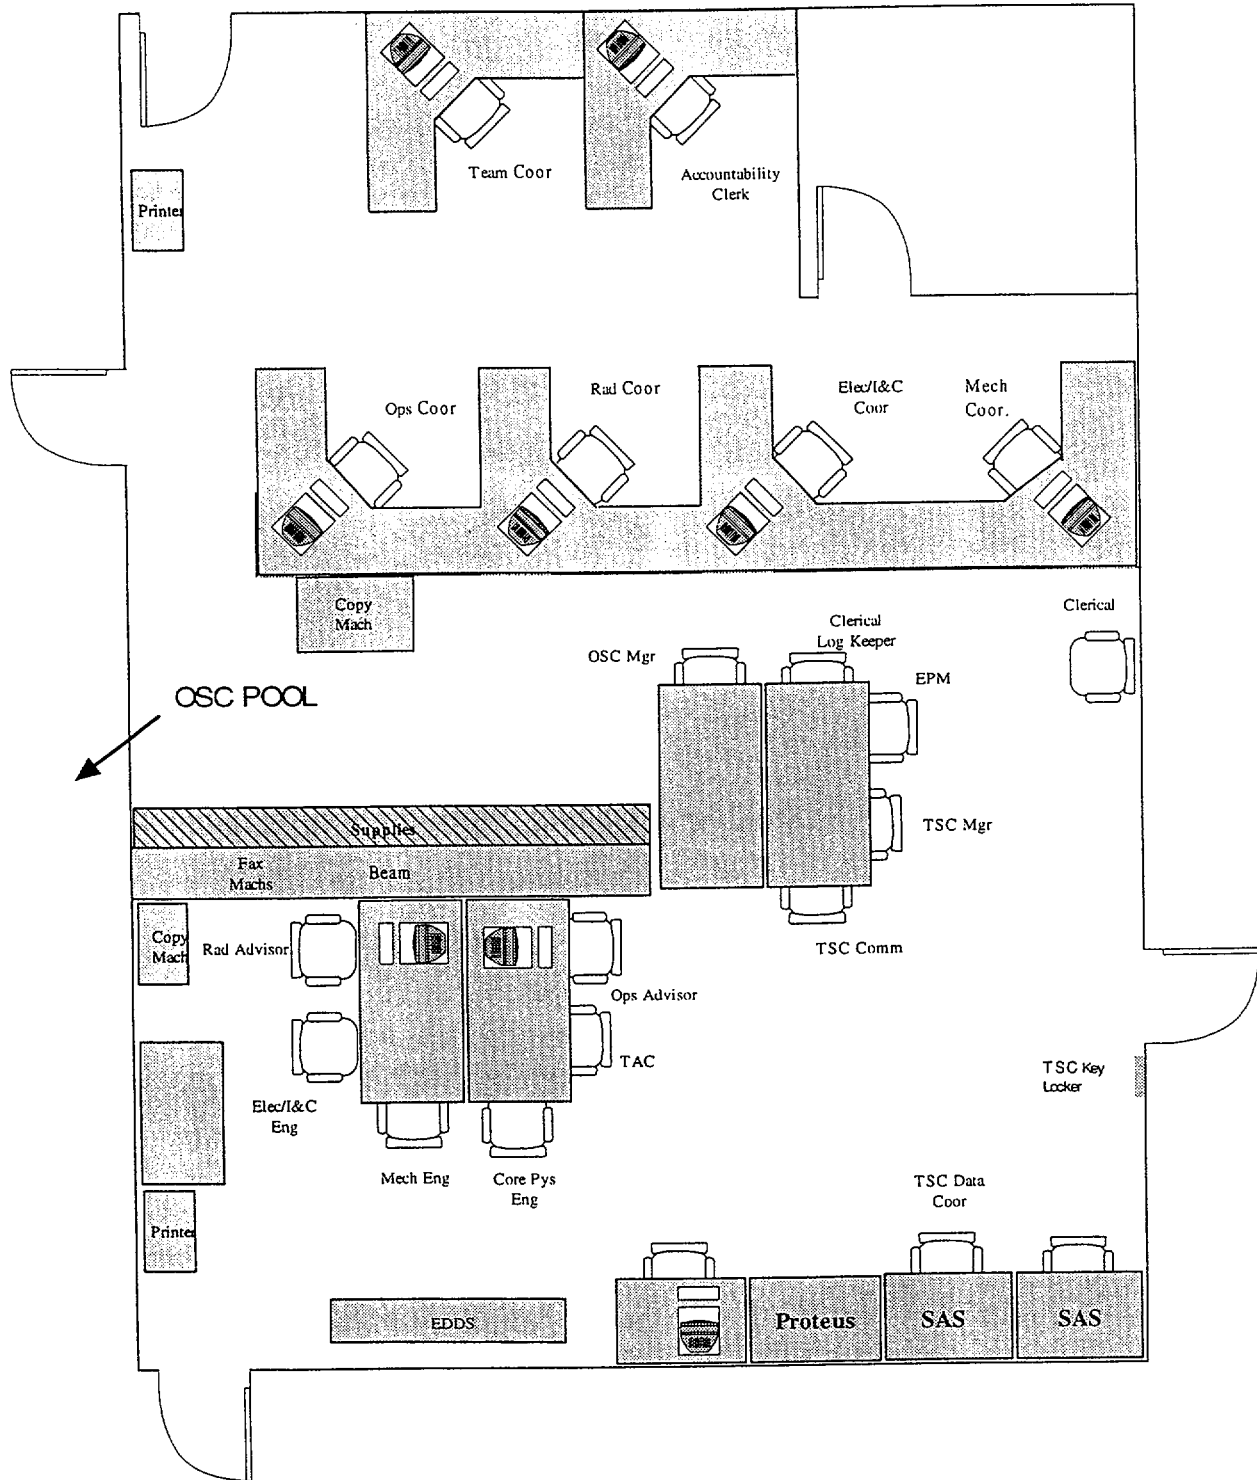 Team Coor
Accountability
Clerk
Printer
Ops Coor
Rad Coor
Elec/I&C
Coor
Mech
Coor.
Copy
Mach
Clerical
Log Keeper
Clerical
OSC Mgr
EPM
OSC POOL
Supplies
TSC Mgr
Fax
Machs
Beam
Copy
Mach
Rad Advisor
TSC Comm
Ops Advisor
TAC
TSC Key
Locker
Elec/I&C
Eng
Mech Eng
Core Pys
Eng
TSC Data
Coor
Printer
EDDS
Proteus
SAS
SAS